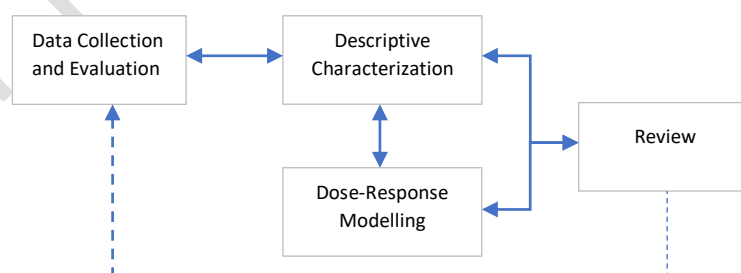 Data Collection
and Evaluation
Descriptive
Characterization
Review
Dose-Response
Modelling